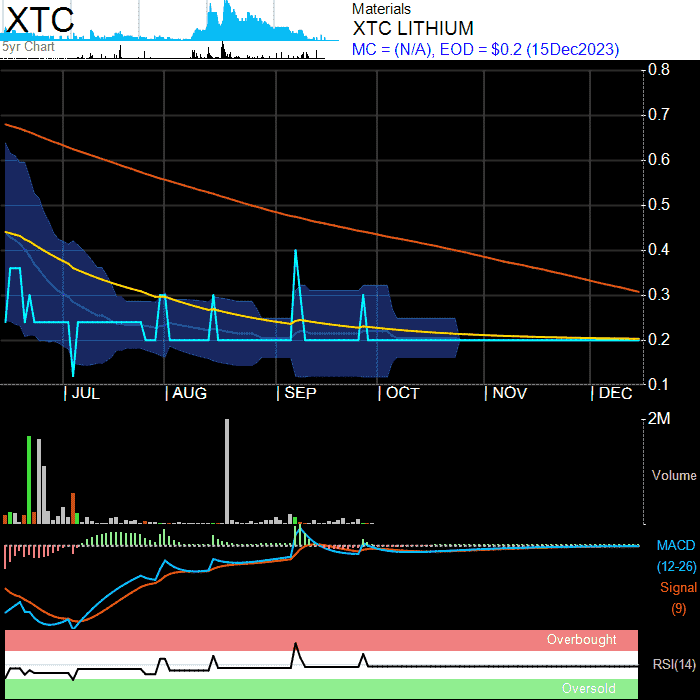 XTC
5yr Chart
Materials
XTC LITHIUM
MC = (N/A), EOD = $0.2 (15Dec2023)
0.8
0.7
0.6
0.5
0.4
0.3
0.2
0.1
JUL
AUG
SEP
OCT
NOV
DEC
2M
Volume
MACD
(12-26)
Signal
(9)
Overbought
RSI(14)
Oversold